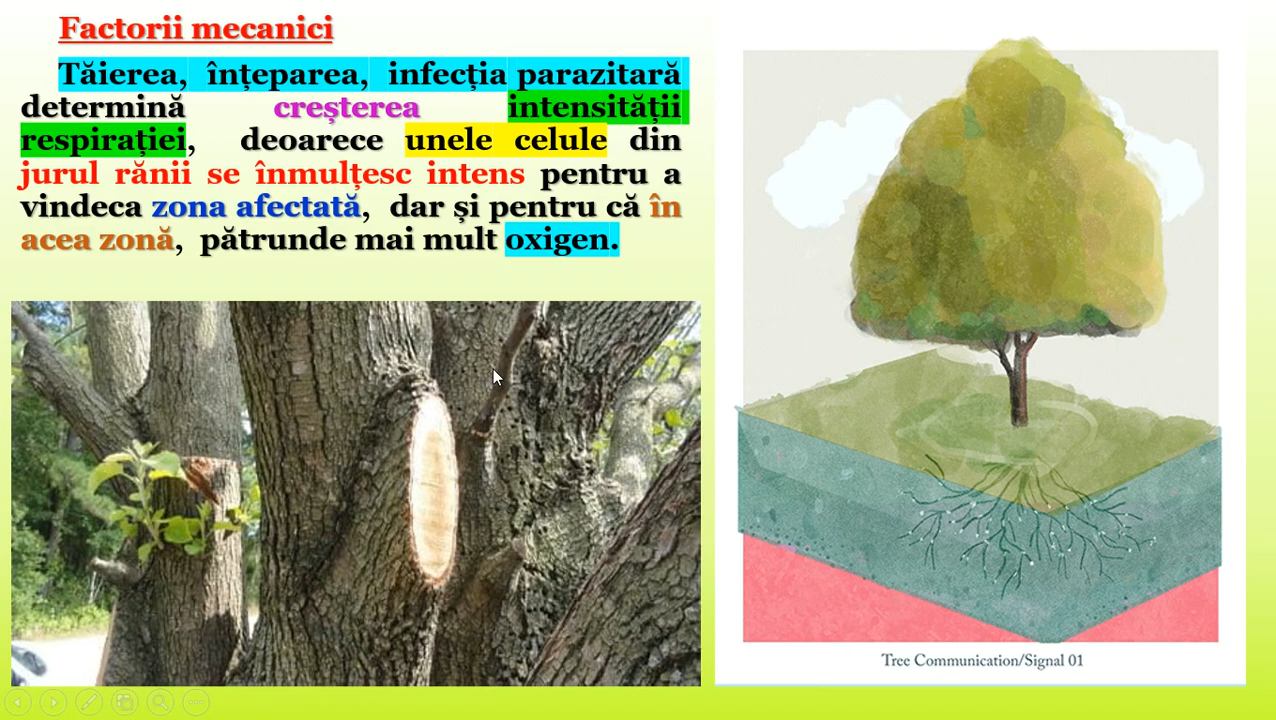 Factorii mecanici
Tăierea, înțeparea, infecția parazitară
determină creșterea intensității
respirației, deoarece unele celule din
jurul rănii se înmulțesc intens pentru a
vindeca zona afectată, dar și pentru că în
acea zonă, pătrunde mai mult oxigen.
Tree Communication/Signal 01